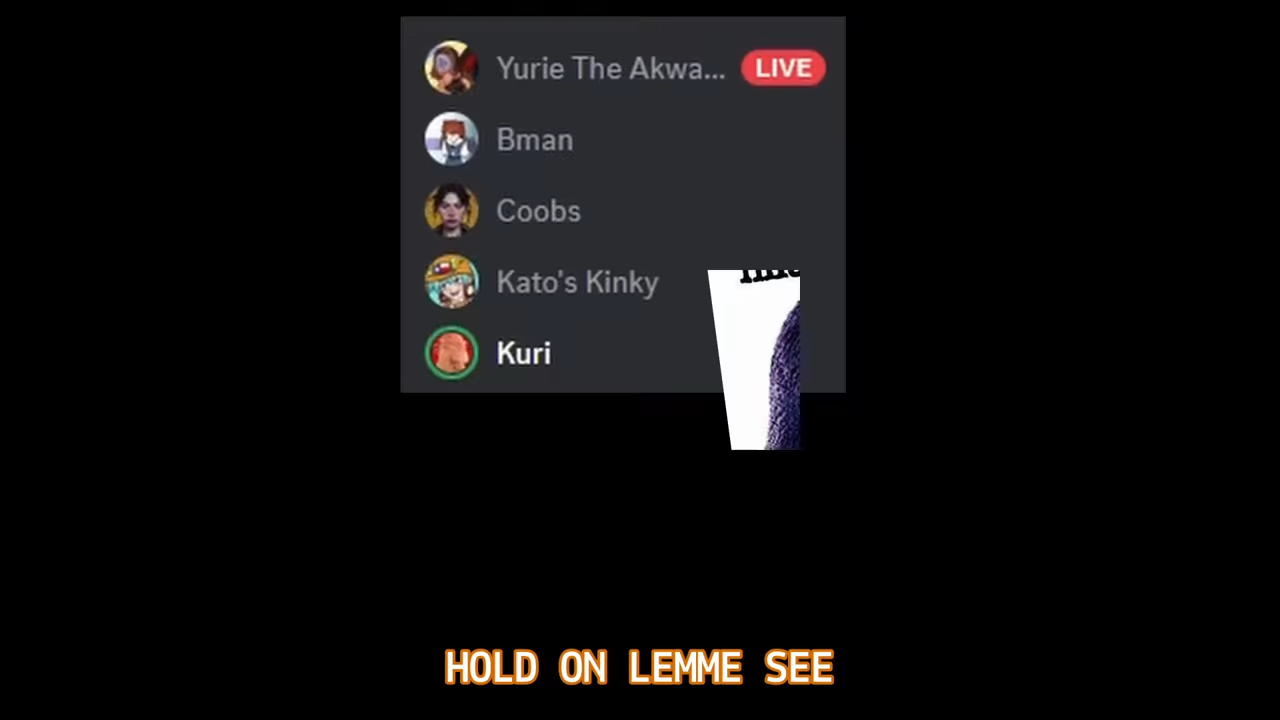 Yurie The Akwa...
LIVE
Bman
Coobs
Kato's Kinky
Kuri
HOLD ON LEMME SEE